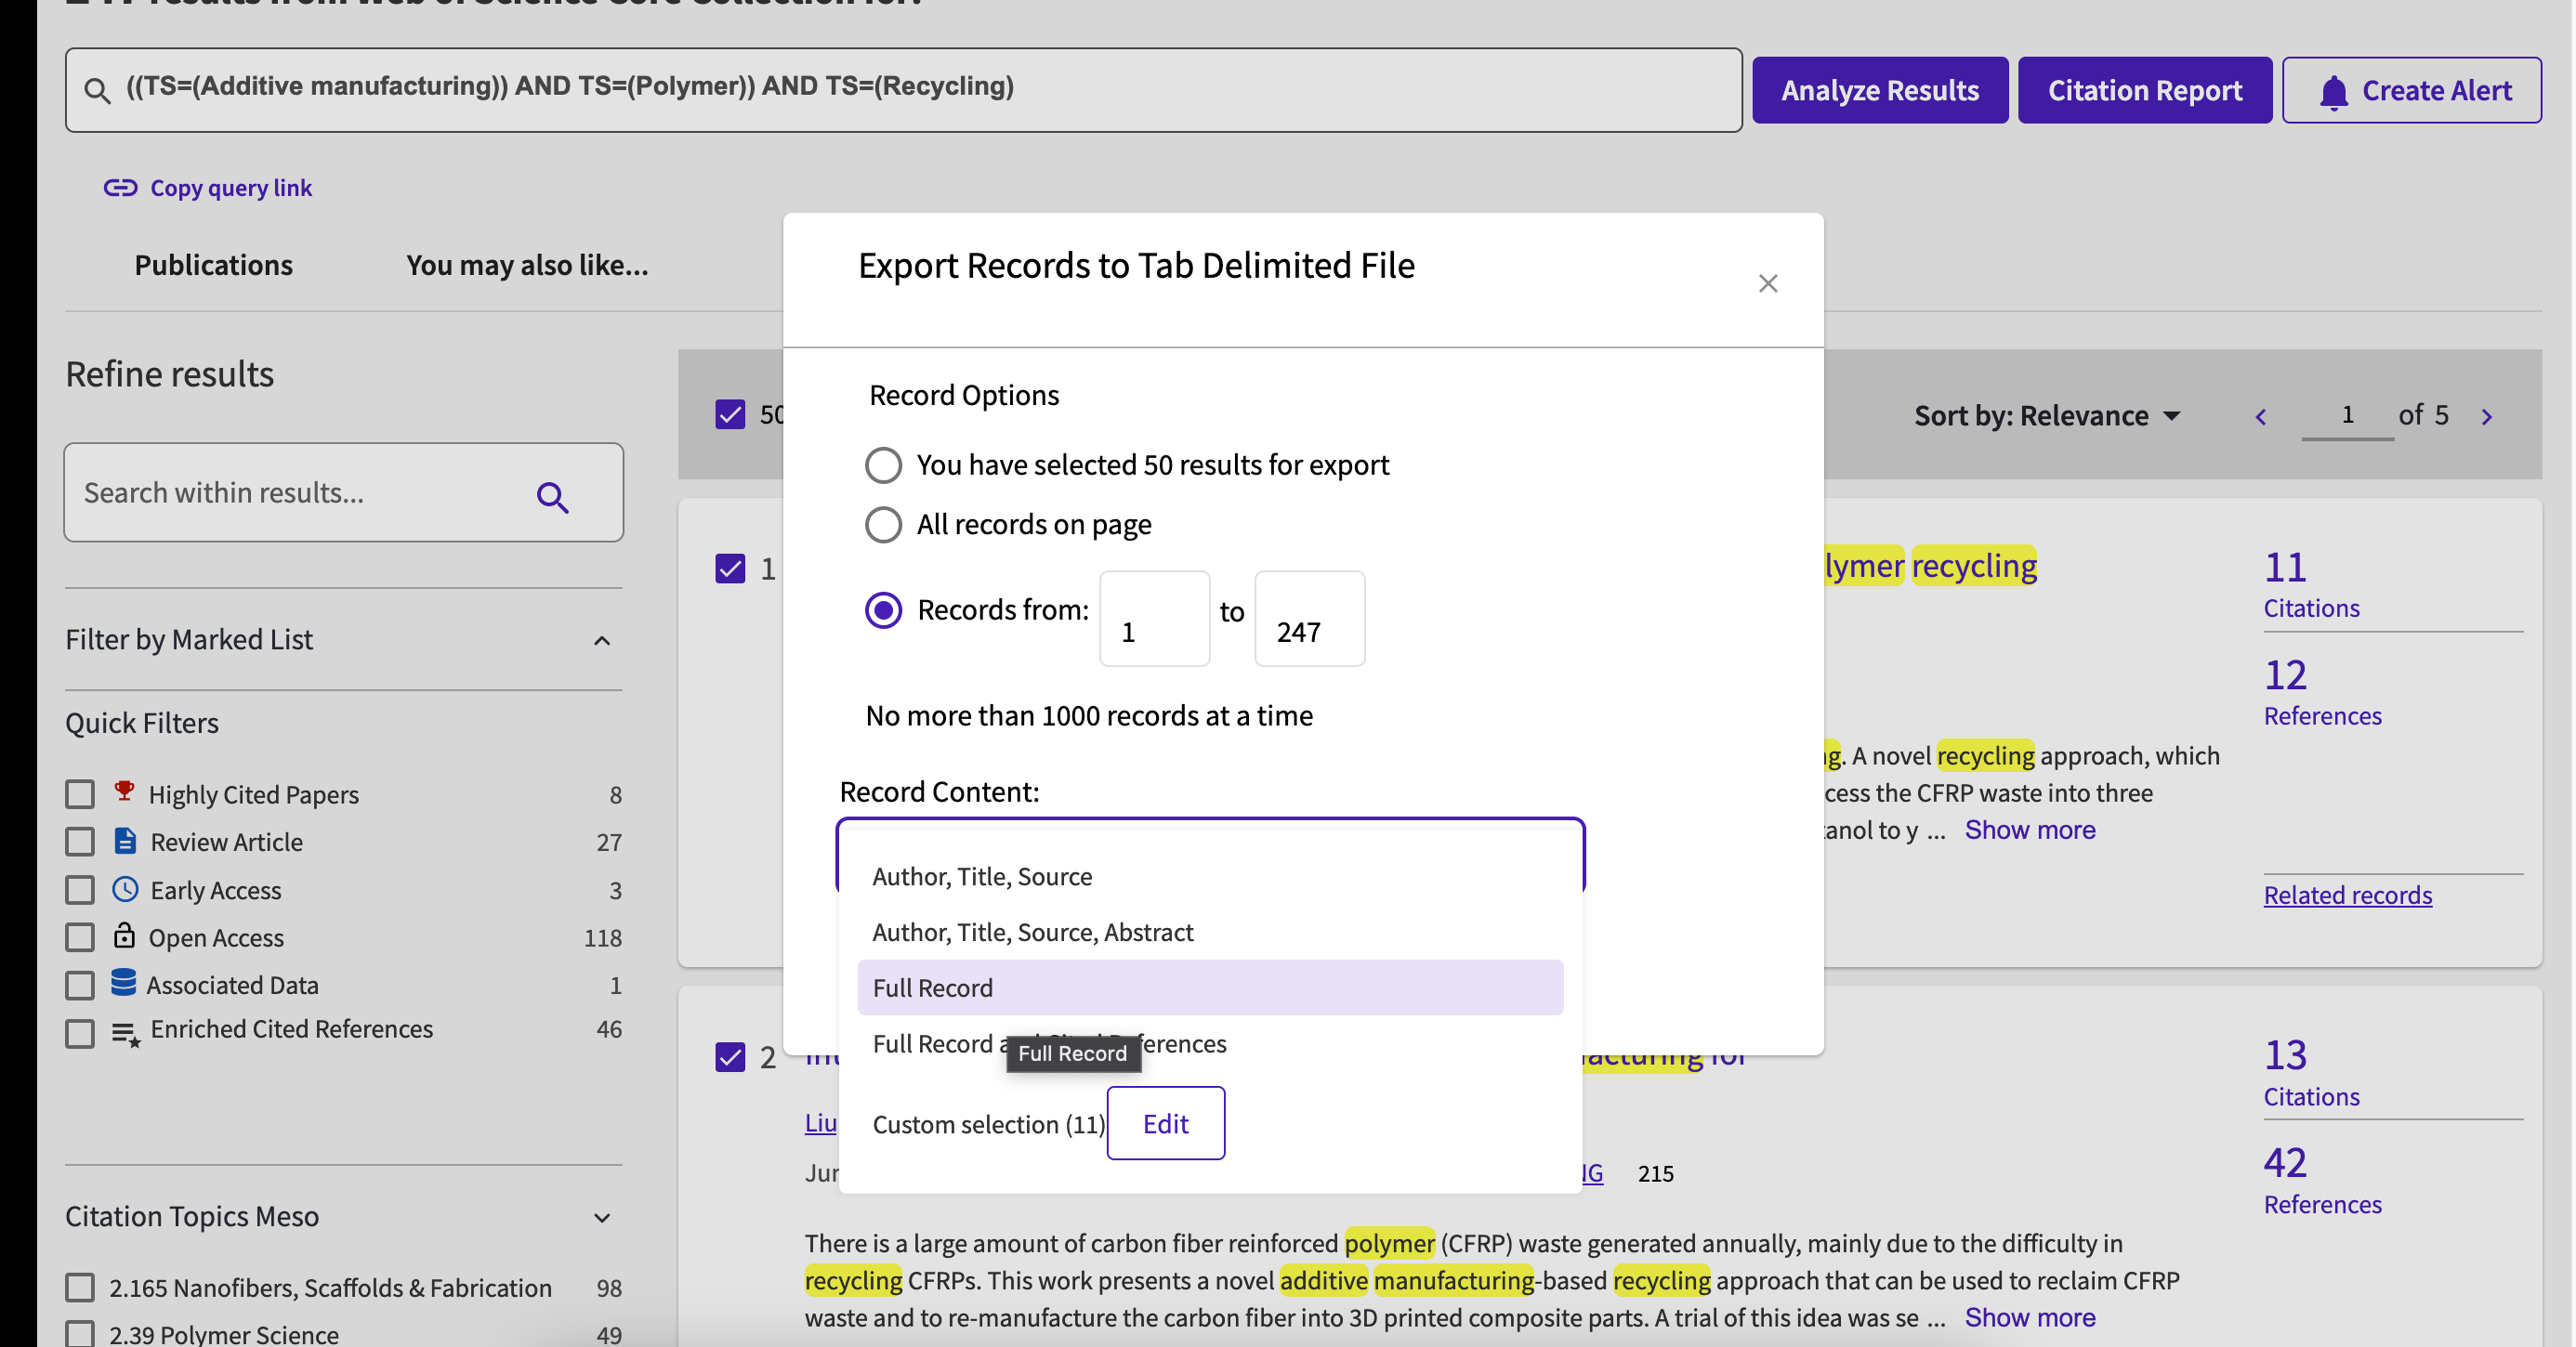 results from Web of Science Core Collection for:
((TS=(Additive manufacturing)) AND TS=(Polymer)) AND TS=(Recycling)
Analyze Results
Citation Report
Create Alert
Copy query link
Publications
You may also like...
Export Records to Tab Delimited File
Refine results
Search within results...
Filter by Marked List
Quick Filters
Highly Cited Papers 8
Review Article 27
Early Access 3
Open Access 118
Associated Data 1
Enriched Cited References 46
Citation Topics Meso
2.165 Nanofibers, Scaffolds & Fabrication 98
2.39 Polymer Science 49
50
Sort by: Relevance
1 of 5
Record Options
You have selected 50 results for export
All records on page
Records from: 1 to 247
No more than 1000 records at a time
Record Content:
Author, Title, Source
Author, Title, Source, Abstract
Full Record
Full Record a
ferences
Full Record
Custom selection (11)
Edit
1
lymer recycling
g. A novel recycling approach, which
cess the CFRP waste into three
anol to y ... Show more
11
Citations
12
References
Related records
2
acturing for
Liu
Jun
NG 215
There is a large amount of carbon fiber reinforced polymer (CFRP) waste generated annually, mainly due to the difficulty in
recycling CFRPs. This work presents a novel additive manufacturing-based recycling approach that can be used to reclaim CFRP
waste and to re-manufacture the carbon fiber into 3D printed composite parts. A trial of this idea was se ... Show more
13
Citations
42
References